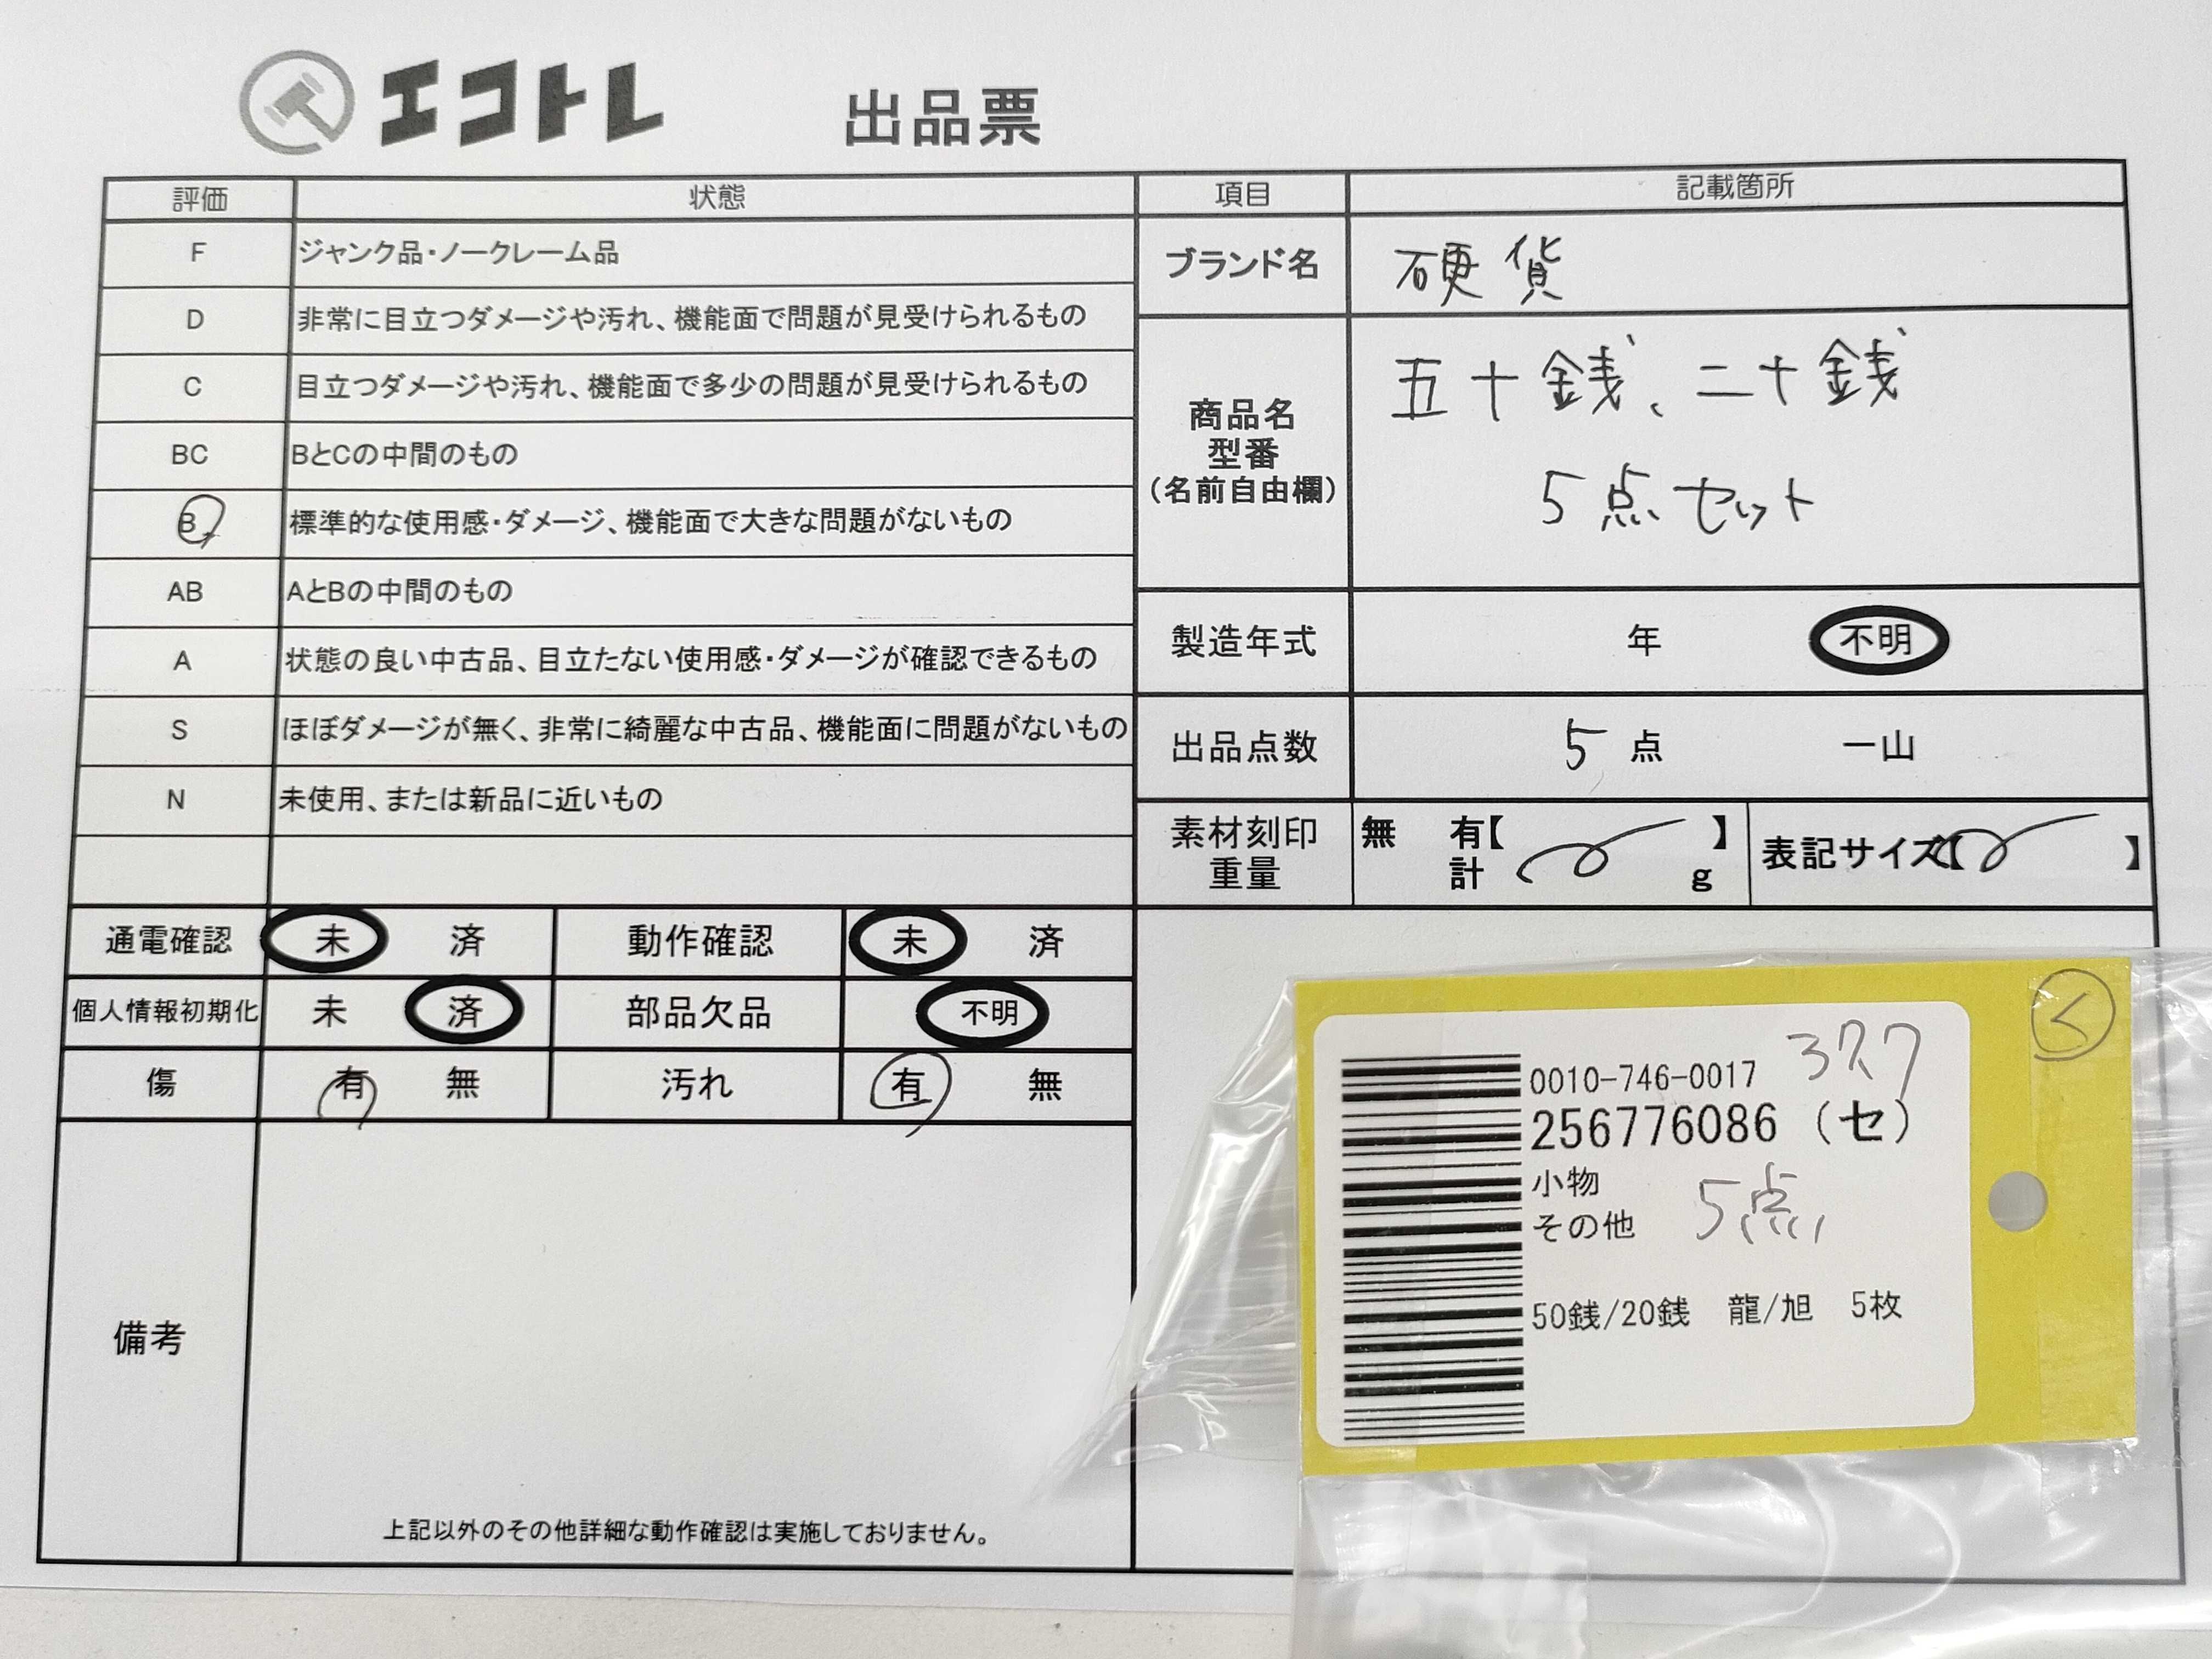 エコトレ 出品票
評価 状態
F ジャンク品・ノークレーム品
D 非常に目立つダメージや汚れ、機能面で問題が見受けられるもの
C 目立つダメージや汚れ、機能面で多少の問題が見受けられるもの
BC BとCの中間のもの
B 標準的な使用感・ダメージ、機能面で大きな問題がないもの
AB AとBの中間のもの
A 状態の良い中古品、目立たない使用感・ダメージが確認できるもの
S ほぼダメージが無く、非常に綺麗な中古品、機能面に問題がないもの
N 未使用、または新品に近いもの
項目 記載箇所
ブランド名 硬貨
商品名
型番
(名前自由欄)
五十銭、二十銭
5点セット
製造年式 年 不明
出品点数 5点 一山
素材刻印
重量
無 有【 】
計 g
表記サイズ【 】
通電確認 未 済 動作確認 未 済
個人情報初期化 未 済 部品欠品 不明
傷 有 無 汚れ 有 無
備考
上記以外のその他詳細な動作確認は実施しておりません。
く
0010-746-0017
256776086 (セ)
小物
その他 5点
50銭/20銭 龍/旭 5枚